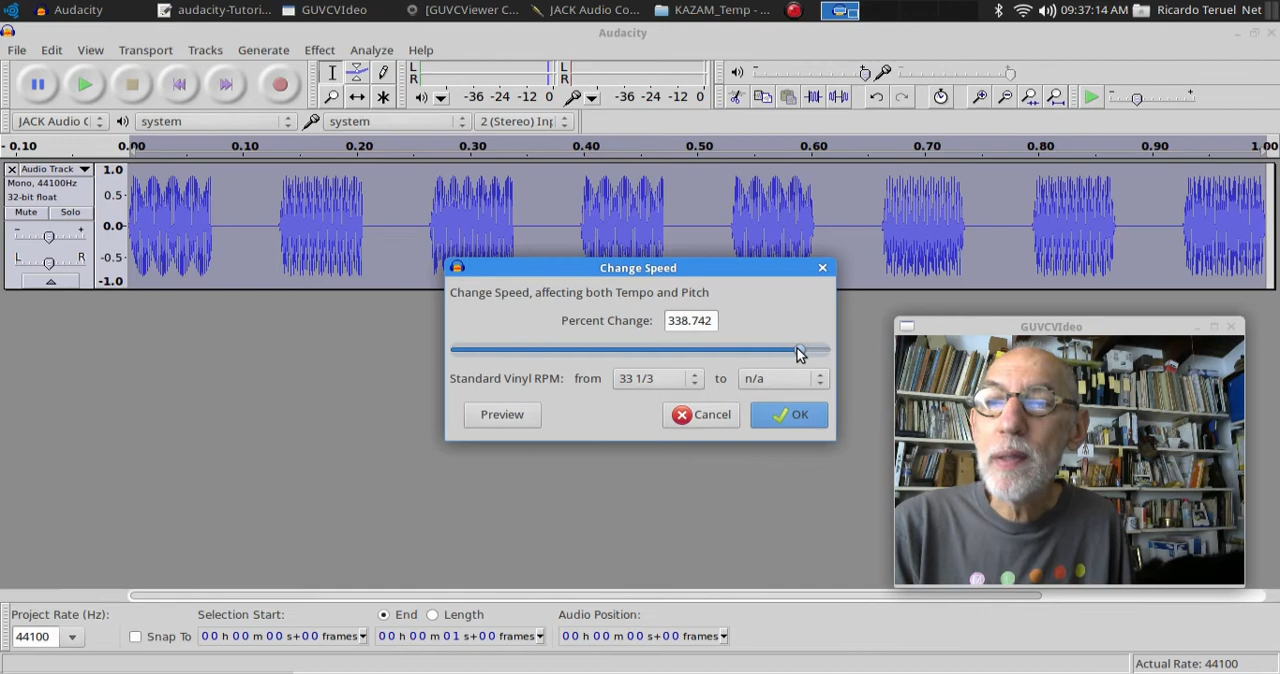 Audacity audacity-Tutori... GUVCVIdeo [GUVCViewer C... JACK Audio Co... KAZAM_Temp - ... 09:37:14 AM Ricardo Teruel Net
Audacity
File Edit View Transport Tracks Generate Effect Analyze Help
L R -36 -24 -12 0 L R -36 -24 -12 0
JACK Audio C system system 2 (Stereo) Inp
- 0.10 0.00 0.10 0.20 0.30 0.40 0.50 0.60 0.70 0.80 0.90 1.00
Audio Track 1.0
Mono, 44100Hz
32-bit float 0.5
Mute Solo
- + 0.0
L R -0.5
-1.0
Change Speed
Change Speed, affecting both Tempo and Pitch
Percent Change: 338.742
Standard Vinyl RPM: from 33 1/3 to n/a
Preview Cancel OK
GUVCVIdeo
Project Rate (Hz): Selection Start: End Length Audio Position:
44100 Snap To 00 h 00 m 00 s+00 frames 00 h 00 m 01 s+00 frames 00 h 00 m 00 s+00 frames
Actual Rate: 44100